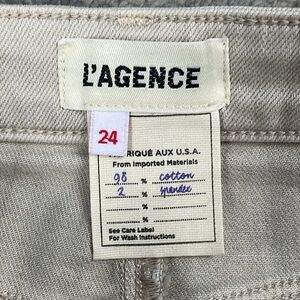 L'AGENCE
24
RIQUÉ AUX U.S.A.
From Imported Materials
98 % cotton
2 % spandex
%
%
See Care Label
For Wash Instructions